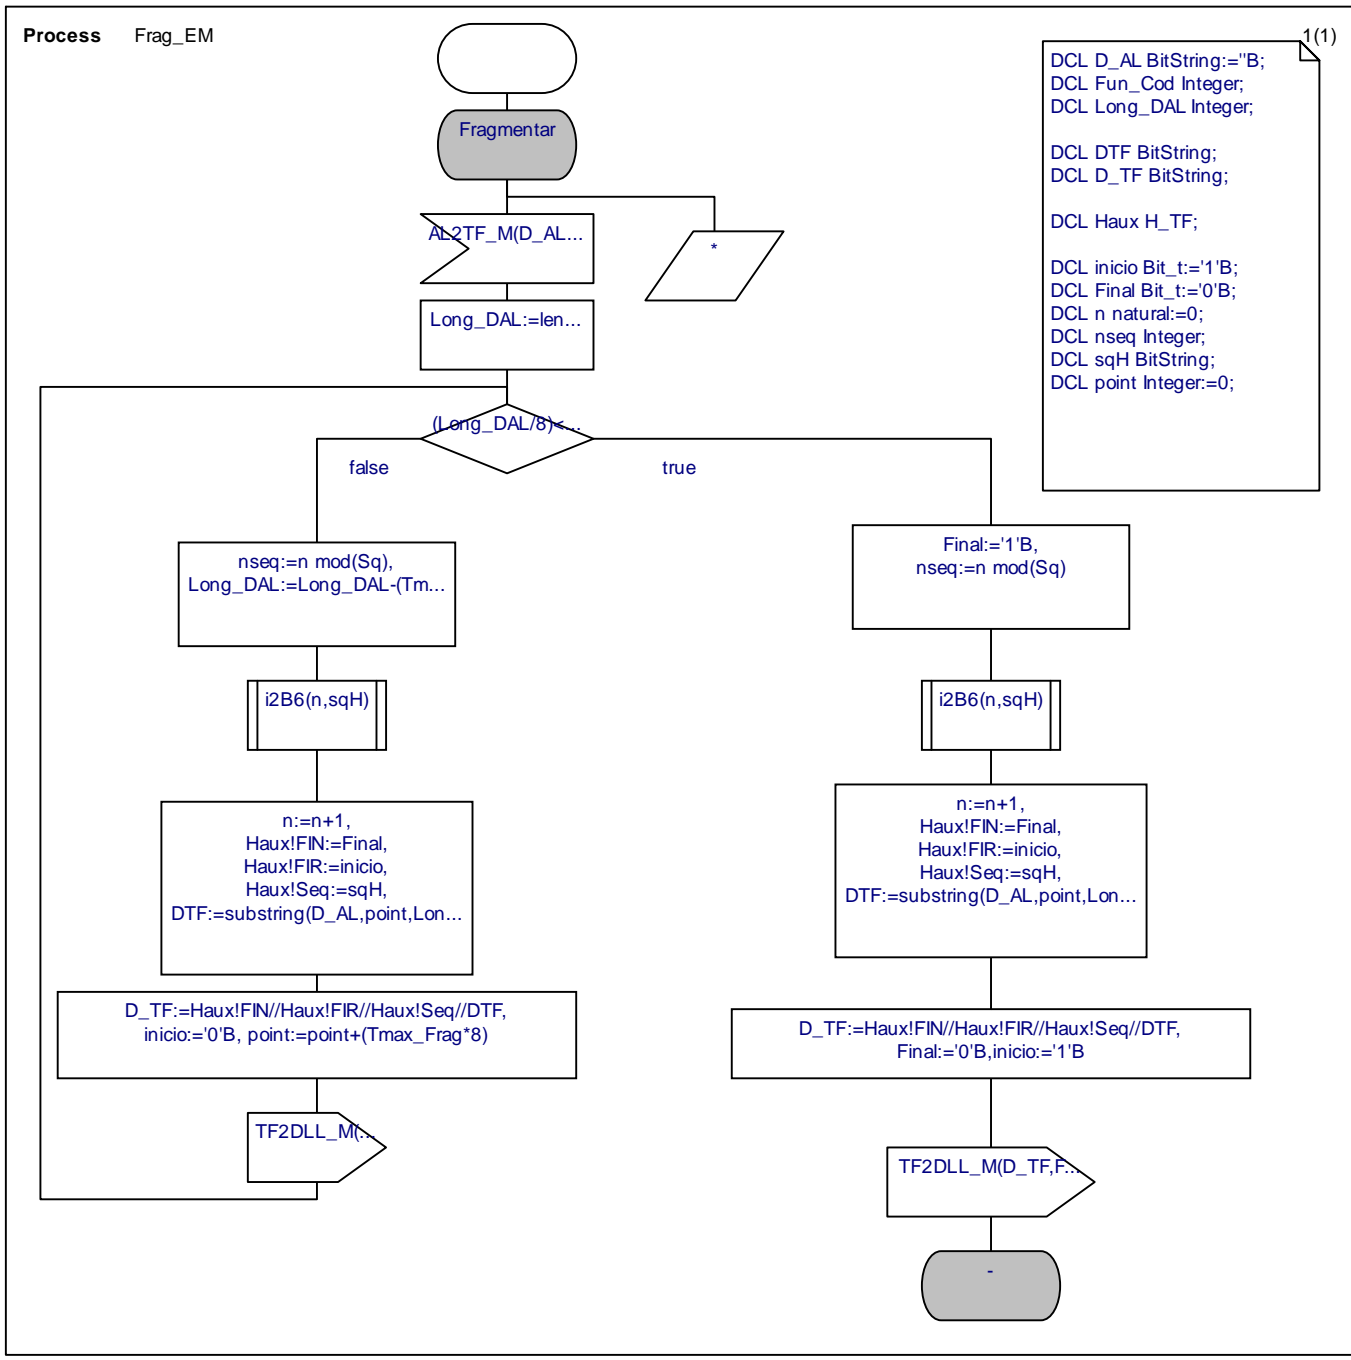 Process Frag_EM
1(1)
DCL D_AL BitString:=''B;
DCL Fun_Cod Integer;
DCL Long_DAL Integer;
DCL DTF BitString;
DCL D_TF BitString;
DCL Haux H_TF;
DCL inicio Bit_t:='1'B;
DCL Final Bit_t:='0'B;
DCL n natural:=0;
DCL nseq Integer;
DCL sqH BitString;
DCL point Integer:=0;
Fragmentar
AL2TF_M(D_AL...
*
Long_DAL:=len...
(Long_DAL/8)<...
false
true
nseq:=n mod(Sq),
Long_DAL:=Long_DAL-(Tm...
i2B6(n,sqH)
n:=n+1,
Haux!FIN:=Final,
Haux!FIR:=inicio,
Haux!Seq:=sqH,
DTF:=substring(D_AL,point,Lon...
D_TF:=Haux!FIN//Haux!FIR//Haux!Seq//DTF,
inicio:='0'B, point:=point+(Tmax_Frag*8)
TF2DLL_M(...
Final:='1'B,
nseq:=n mod(Sq)
i2B6(n,sqH)
n:=n+1,
Haux!FIN:=Final,
Haux!FIR:=inicio,
Haux!Seq:=sqH,
DTF:=substring(D_AL,point,Lon...
D_TF:=Haux!FIN//Haux!FIR//Haux!Seq//DTF,
Final:='0'B,inicio:='1'B
TF2DLL_M(D_TF,F...
-